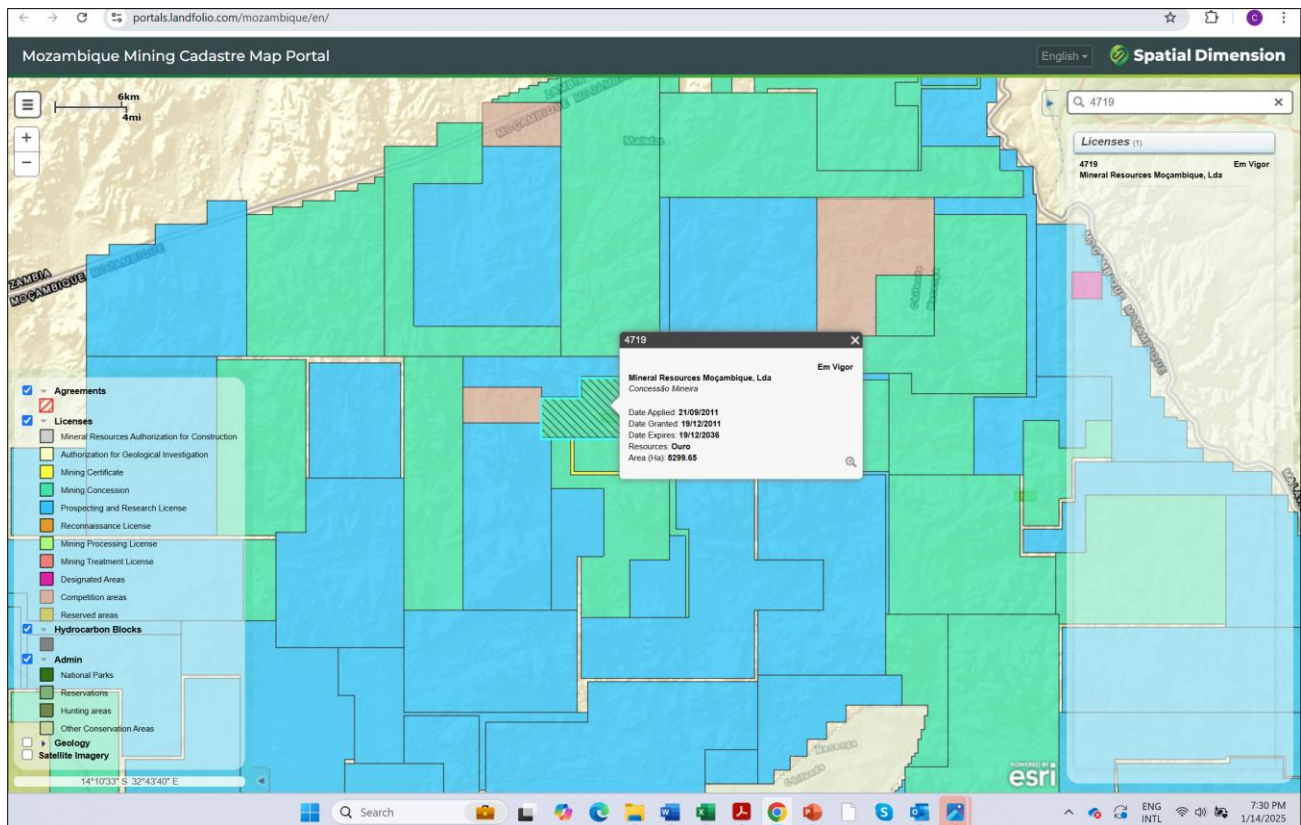 portals.landfolio.com/mozambique/en/
C
Mozambique Mining Cadastre Map Portal
English
Spatial Dimension
6km
4mi
+
−
4719
Licenses (1)
4719 Em Vigor
Mineral Resources Moçambique, Lda
ZAMBIA
MOÇAMBIQUE MOZAMBIQUE
ZAMBIA
MOÇAMBIQUE MOZAMBIQUE
4719
Em Vigor
Mineral Resources Moçambique, Lda
Concessão Mineira
Date Applied: 21/09/2011
Date Granted: 19/12/2011
Date Expires: 19/12/2036
Resources: Ouro
Area (Ha): 5299.65
Agreements
Licenses
Mineral Resources Authorization for Construction
Authorization for Geological Investigation
Mining Certificate
Mining Concession
Prospecting and Research License
Reconnaissance License
Mining Processing License
Mining Treatment License
Designated Areas
Competition areas
Reserved areas
Hydrocarbon Blocks
Admin
National Parks
Reservations
Hunting areas
Other Conservation Areas
Geology
Satellite Imagery
14°10'33" S 32°43'40" E
POWERED BY
esri
Search
ENG
INTL
7:30 PM
1/14/2025